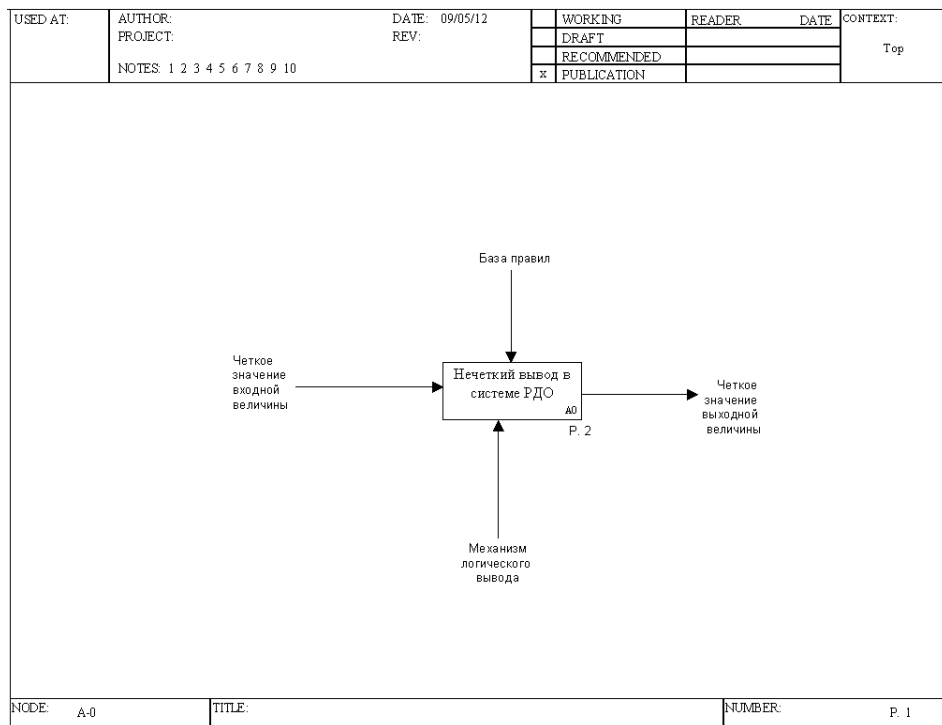 USED AT:
AUTHOR:
DATE: 09/05/12
PROJECT:
REV:
NOTES: 1 2 3 4 5 6 7 8 9 10
WORKING
DRAFT
RECOMMENDED
x PUBLICATION
READER DATE
CONTEXT:
Top
База правил
Четкое
значение
входной
величины
Нечеткий вывод в
системе РДО
A0
P. 2
Четкое
значение
выходной
величины
Механизм
логического
вывода
NODE: A-0
TITLE:
NUMBER:
P. 1